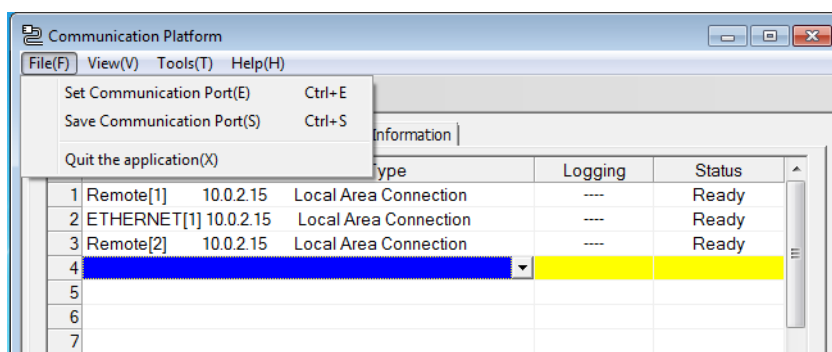 Communication Platform
File(F) View(V) Tools(T) Help(H)
Set Communication Port(E) Ctrl+E
Save Communication Port(S) Ctrl+S
Information
Quit the application(X)
Logging Status
1 Remote[1] 10.0.2.15 Local Area Connection ---- Ready
2 ETHERNET[1] 10.0.2.15 Local Area Connection ---- Ready
3 Remote[2] 10.0.2.15 Local Area Connection ---- Ready
4
5
6
7